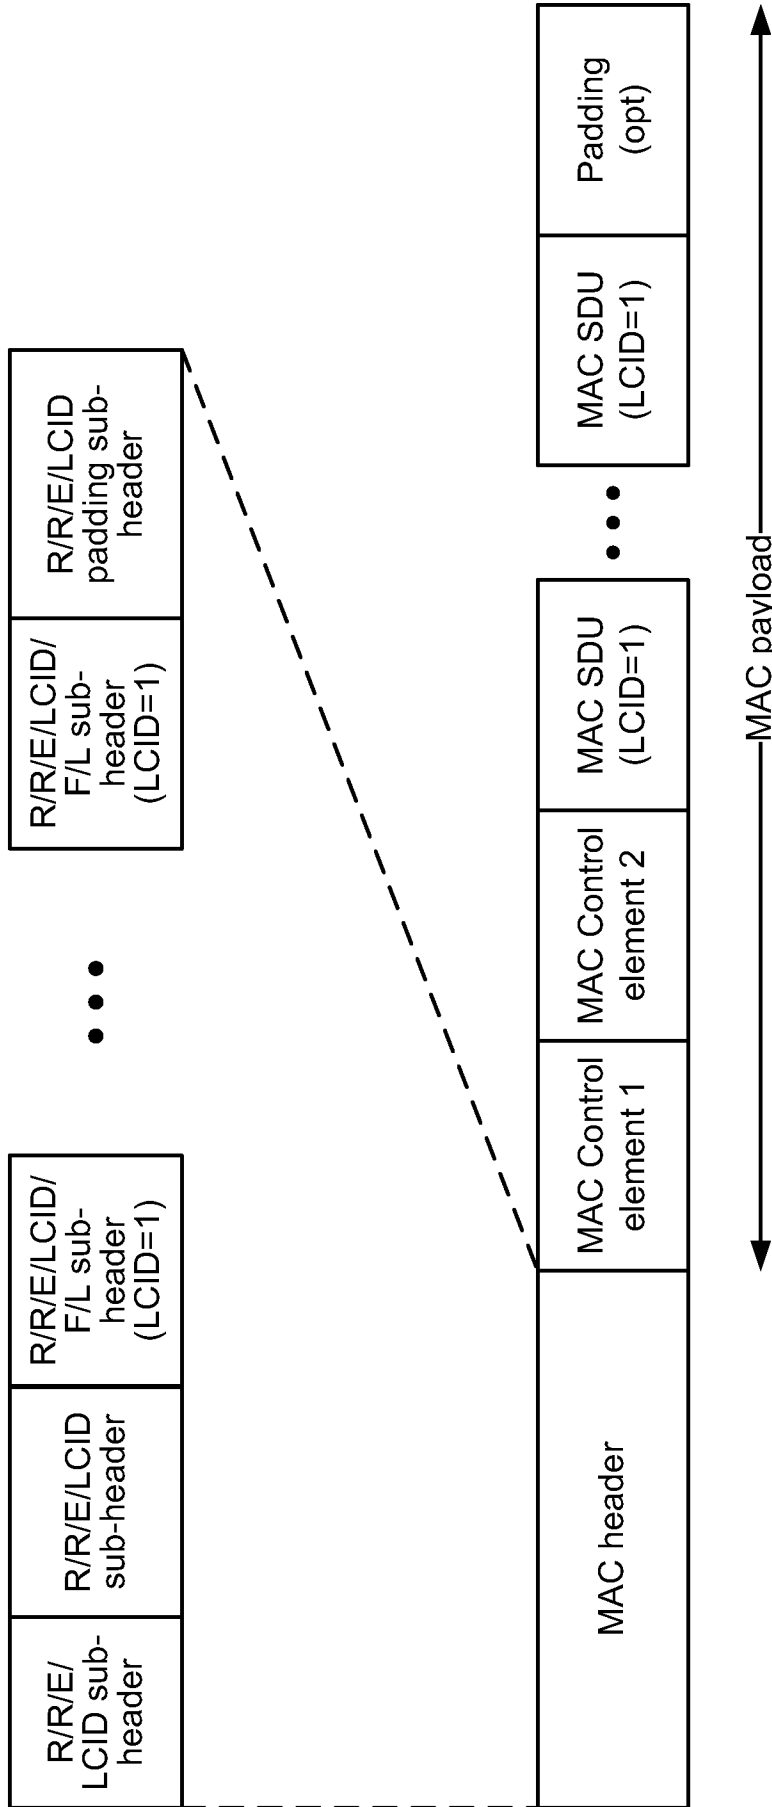 R/R/E/
LCID sub-
header
R/R/E/LCID
sub-header
R/R/E/LCID/
F/L sub-
header
(LCID=1)
R/R/E/LCID/
F/L sub-
header
(LCID=1)
R/R/E/LCID
padding sub-
header
MAC header
MAC Control
element 1
MAC Control
element 2
MAC SDU
(LCID=1)
MAC SDU
(LCID=1)
Padding
(opt)
MAC payload